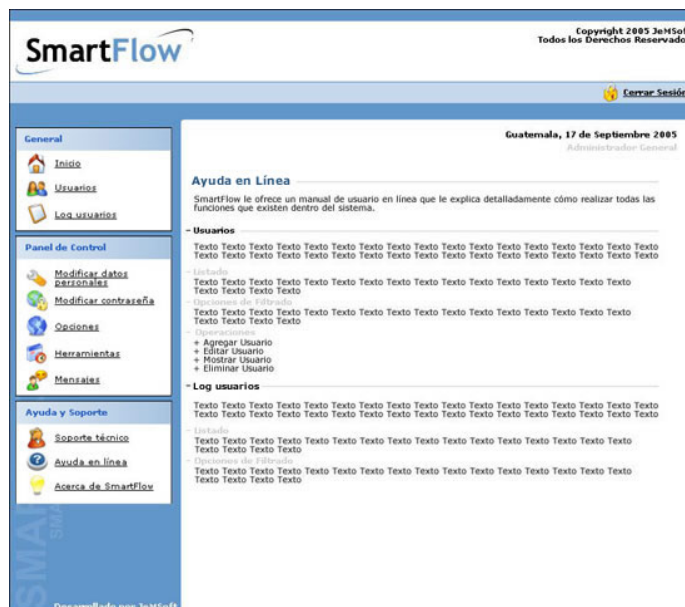 SmartFlow
Copyright 2005 JeMSoft
Todos los Derechos Reservado
Cerrar Sesión
General
Inicio
Usuarios
Log usuarios
Panel de Control
Modificar datos
personales
Modificar contraseña
Opciones
Herramientas
Mensajes
Ayuda y Soporte
Soporte técnico
Ayuda en línea
Acerca de SmartFlow
SMAR
SMA
Desarrollado por JeMSoft
Guatemala, 17 de Septiembre 2005
Administrador General
Ayuda en Línea
SmartFlow le ofrece un manual de usuario en línea que le explica detalladamente cómo realizar todas las
funciones que existen dentro del sistema.
- Usuarios
Texto Texto Texto Texto Texto Texto Texto Texto Texto Texto Texto Texto Texto Texto Texto Texto Texto
Texto Texto Texto Texto Texto Texto Texto Texto Texto Texto Texto Texto Texto Texto Texto Texto Texto
- Listado
Texto Texto Texto Texto Texto Texto Texto Texto Texto Texto Texto Texto Texto Texto Texto Texto
Texto Texto Texto Texto
- Opciones de Filtrado
Texto Texto Texto Texto Texto Texto Texto Texto Texto Texto Texto Texto Texto Texto Texto Texto
Texto Texto Texto Texto
- Operaciones
+ Agregar Usuario
+ Editar Usuario
+ Mostrar Usuario
+ Eliminar Usuario
- Log usuarios
Texto Texto Texto Texto Texto Texto Texto Texto Texto Texto Texto Texto Texto Texto Texto Texto Texto
Texto Texto Texto Texto Texto Texto Texto Texto Texto Texto Texto Texto Texto Texto Texto Texto Texto
- Listado
Texto Texto Texto Texto Texto Texto Texto Texto Texto Texto Texto Texto Texto Texto Texto Texto
Texto Texto Texto Texto
- Opciones de Filtrado
Texto Texto Texto Texto Texto Texto Texto Texto Texto Texto Texto Texto Texto Texto Texto Texto
Texto Texto Texto Texto